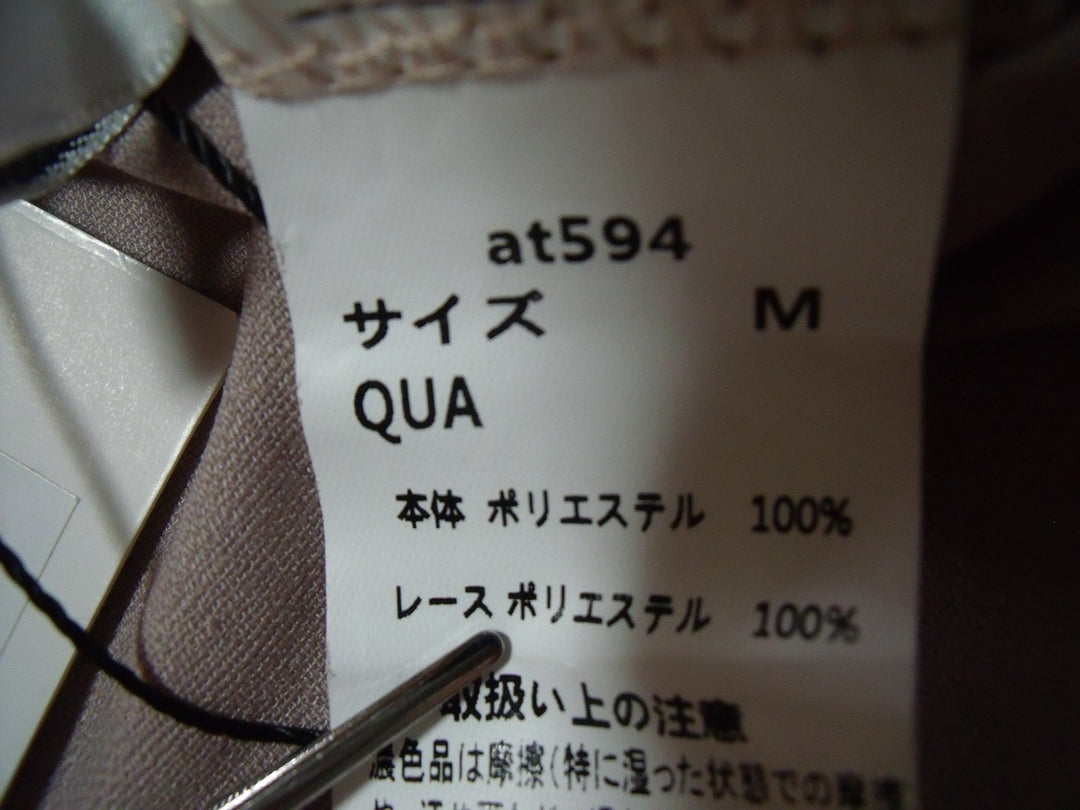 at594
サイズ M
QUA
本体 ポリエステル 100%
レース ポリエステル 100%
取扱い上の注意
濃色品は摩擦(特に湿った状態での摩擦